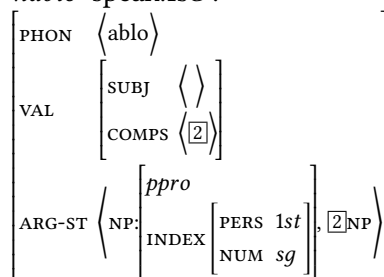 hablo 'speak.1SG':
PHON ⟨ablo⟩
VAL [SUBJ ⟨ ⟩
COMPS ⟨[2]⟩]
ARG-ST ⟨NP:[ppro
INDEX [PERS 1st
NUM sg]], [2]NP⟩